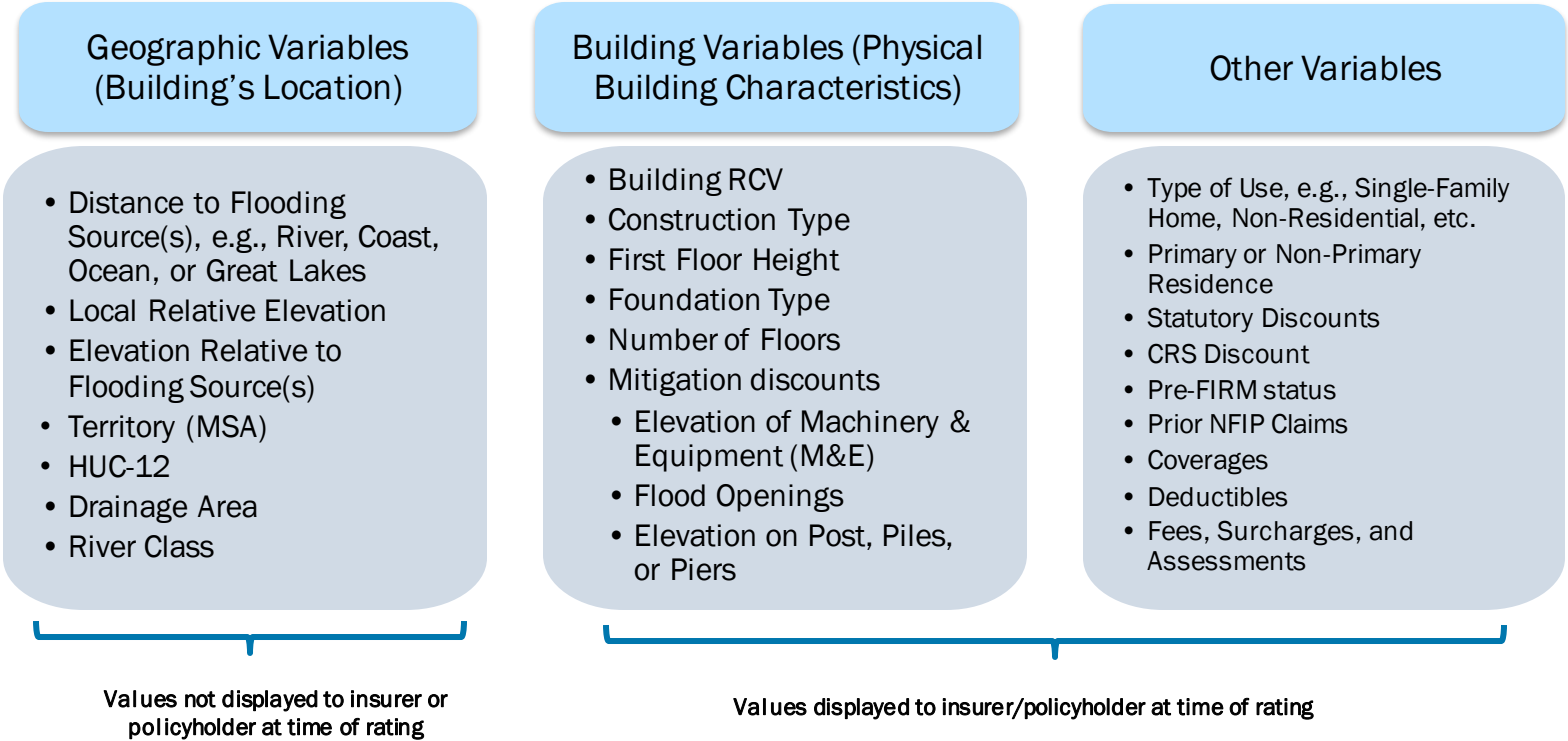 Geographic Variables
(Building's Location)
• Distance to Flooding
Source(s), e.g., River, Coast,
Ocean, or Great Lakes
• Local Relative Elevation
• Elevation Relative to
Flooding Source(s)
• Territory (MSA)
• HUC-12
• Drainage Area
• River Class
Values not displayed to insurer or
policyholder at time of rating
Building Variables (Physical
Building Characteristics)
• Building RCV
• Construction Type
• First Floor Height
• Foundation Type
• Number of Floors
• Mitigation discounts
• Elevation of Machinery &
Equipment (M&E)
• Flood Openings
• Elevation on Post, Piles,
or Piers
Other Variables
• Type of Use, e.g., Single-Family
Home, Non-Residential, etc.
• Primary or Non-Primary
Residence
• Statutory Discounts
• CRS Discount
• Pre-FIRM status
• Prior NFIP Claims
• Coverages
• Deductibles
• Fees, Surcharges, and
Assessments
Values displayed to insurer/policyholder at time of rating